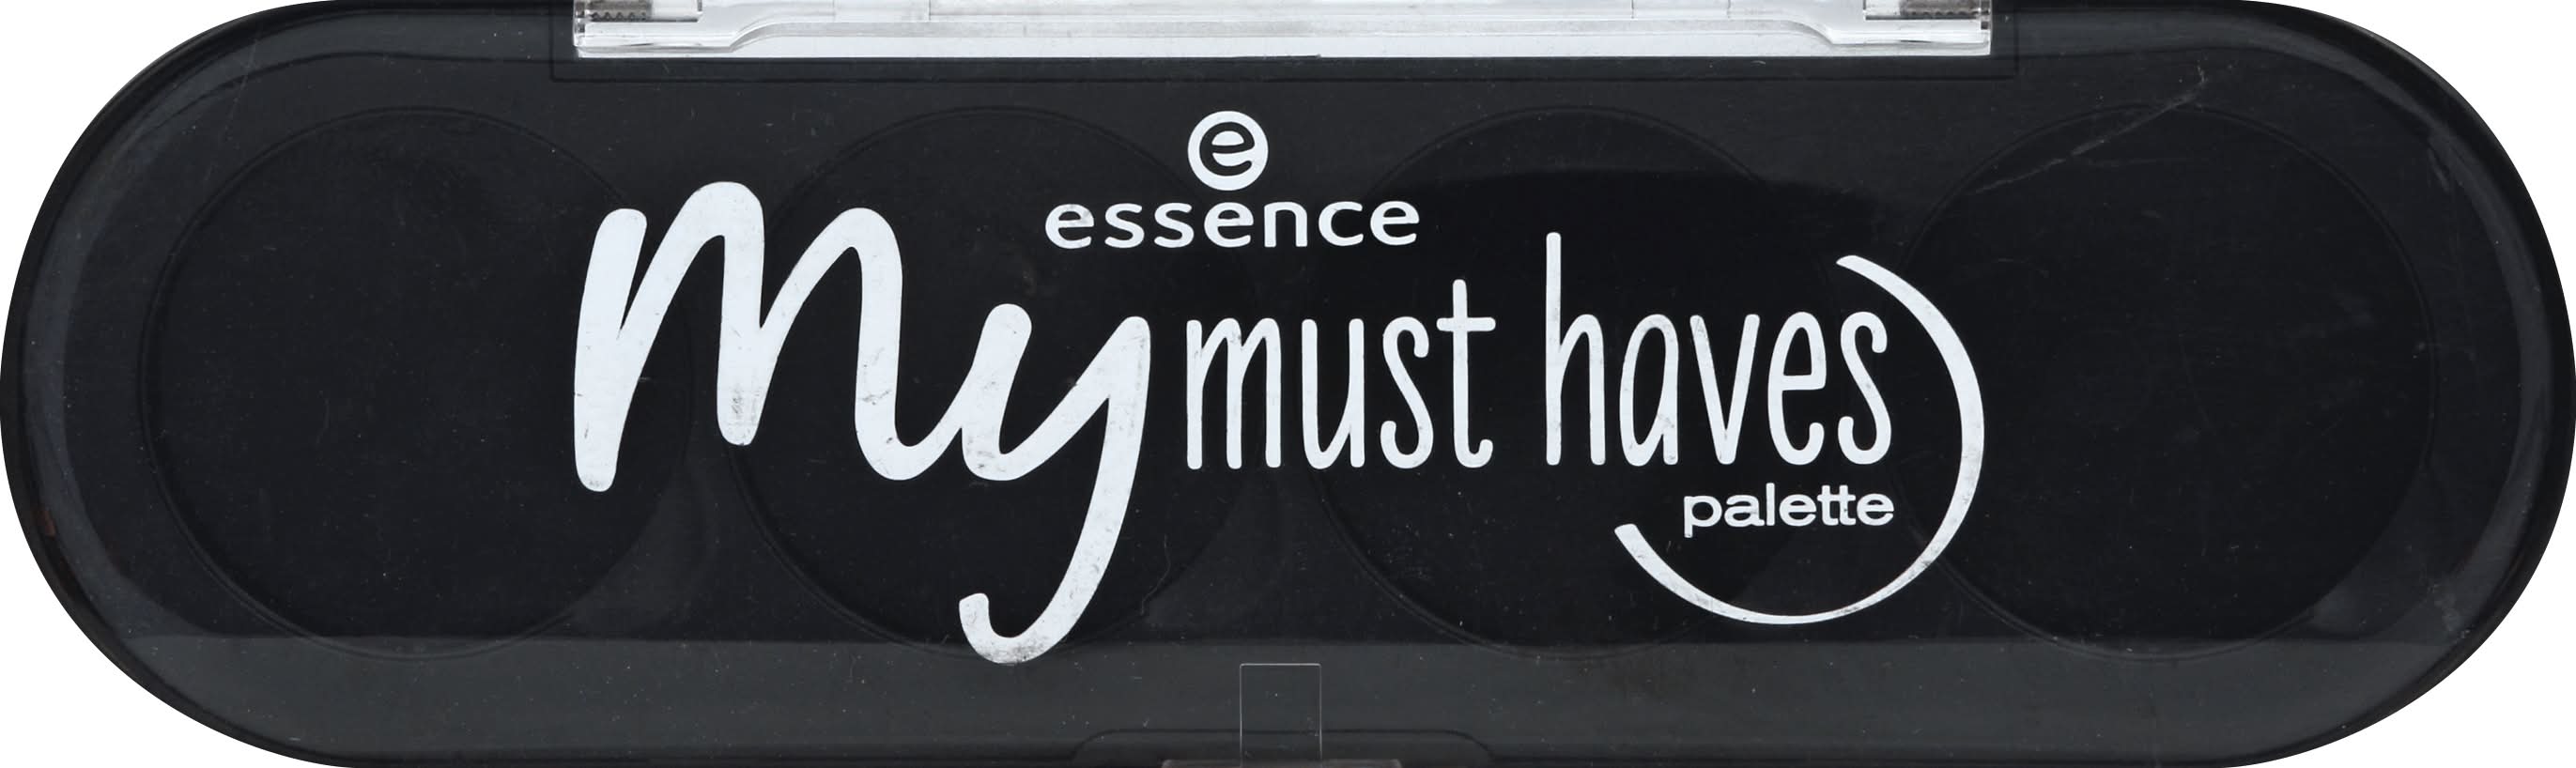 e
essence
my must haves
palette